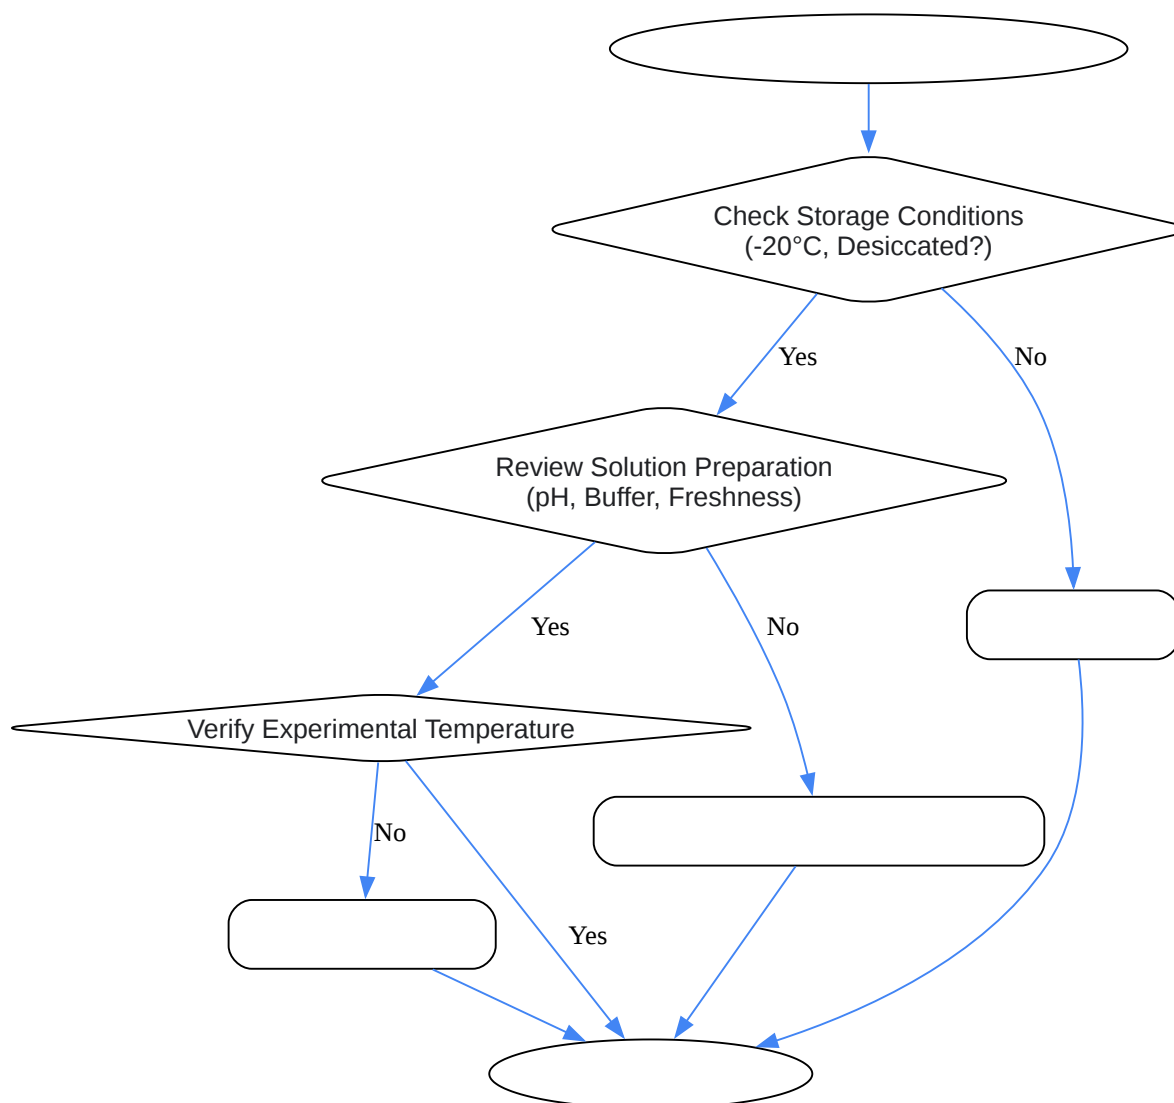 Check Storage Conditions
(-20°C, Desiccated?)
Yes
No
Review Solution Preparation
(pH, Buffer, Freshness)
Yes
No
Verify Experimental Temperature
No
Yes